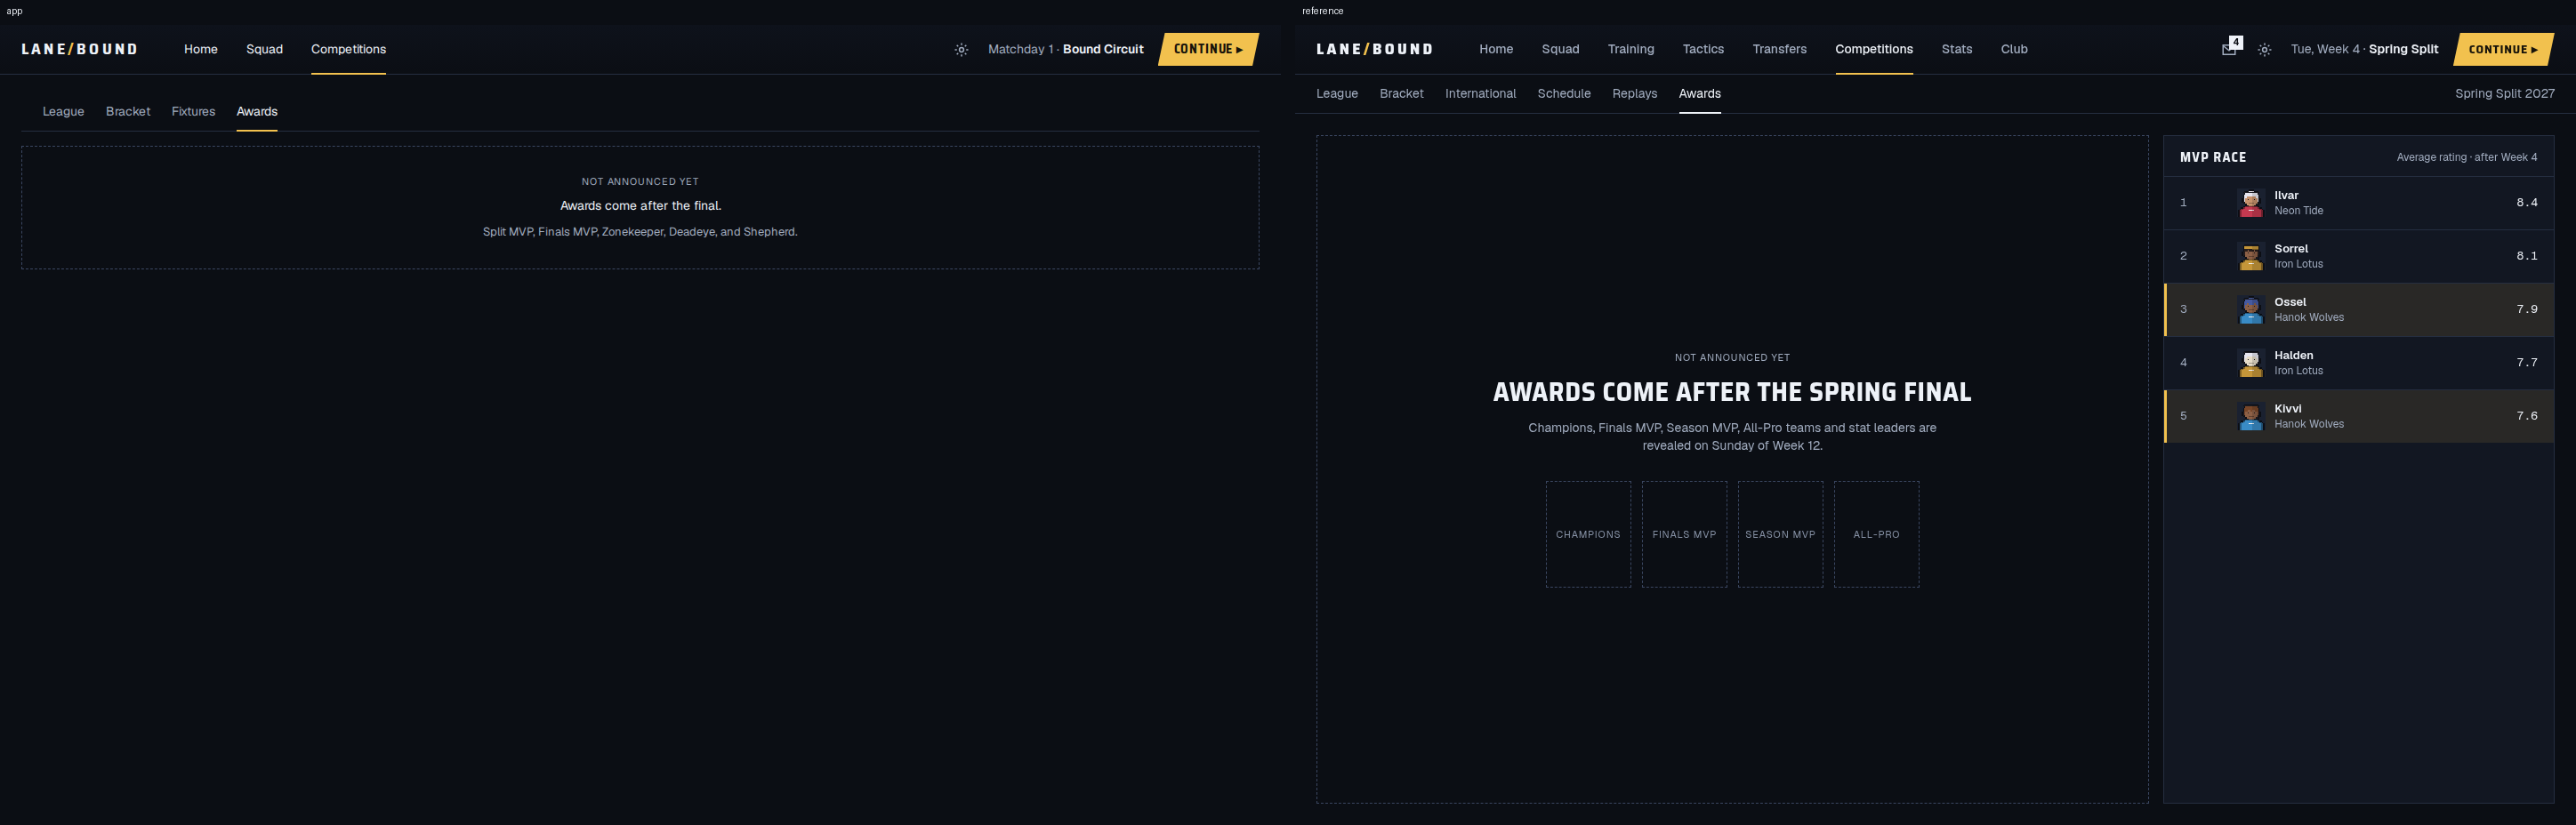 app
LANE/BOUND Home Squad Competitions Matchday 1 · Bound Circuit CONTINUE ▸
League Bracket Fixtures Awards
NOT ANNOUNCED YET
Awards come after the final.
Split MVP, Finals MVP, Zonekeeper, Deadeye, and Shepherd.
reference
LANE/BOUND Home Squad Training Tactics Transfers Competitions Stats Club 4 Tue, Week 4 · Spring Split CONTINUE ▸
League Bracket International Schedule Replays Awards Spring Split 2027
NOT ANNOUNCED YET
AWARDS COME AFTER THE SPRING FINAL
Champions, Finals MVP, Season MVP, All-Pro teams and stat leaders are
revealed on Sunday of Week 12.
CHAMPIONS FINALS MVP SEASON MVP ALL-PRO
MVP RACE Average rating · after Week 4
1 Ilvar 8.4
Neon Tide
2 Sorrel 8.1
Iron Lotus
3 Ossel 7.9
Hanok Wolves
4 Halden 7.7
Iron Lotus
5 Kivvi 7.6
Hanok Wolves